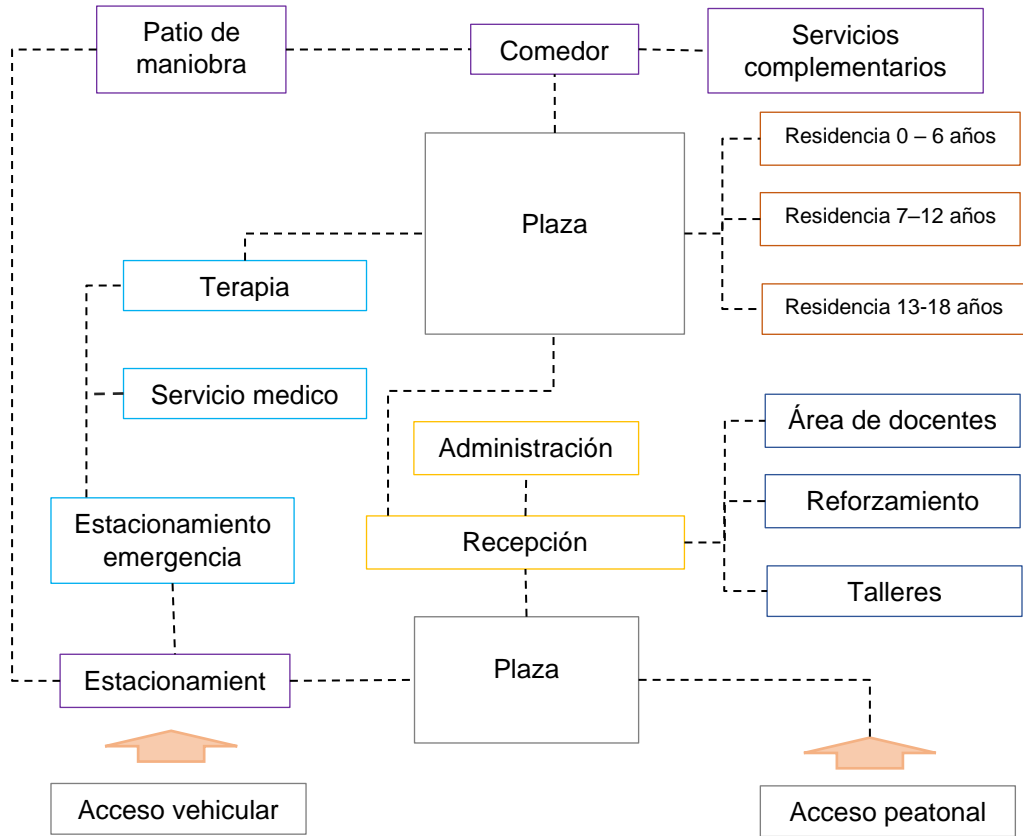 Patio de
maniobra
Comedor
Servicios
complementarios
Residencia 0 – 6 años
Plaza
Residencia 7–12 años
Terapia
Residencia 13-18 años
Servicio medico
Área de docentes
Administración
Reforzamiento
Estacionamiento
emergencia
Recepción
Talleres
Plaza
Estacionamient
Acceso vehicular
Acceso peatonal